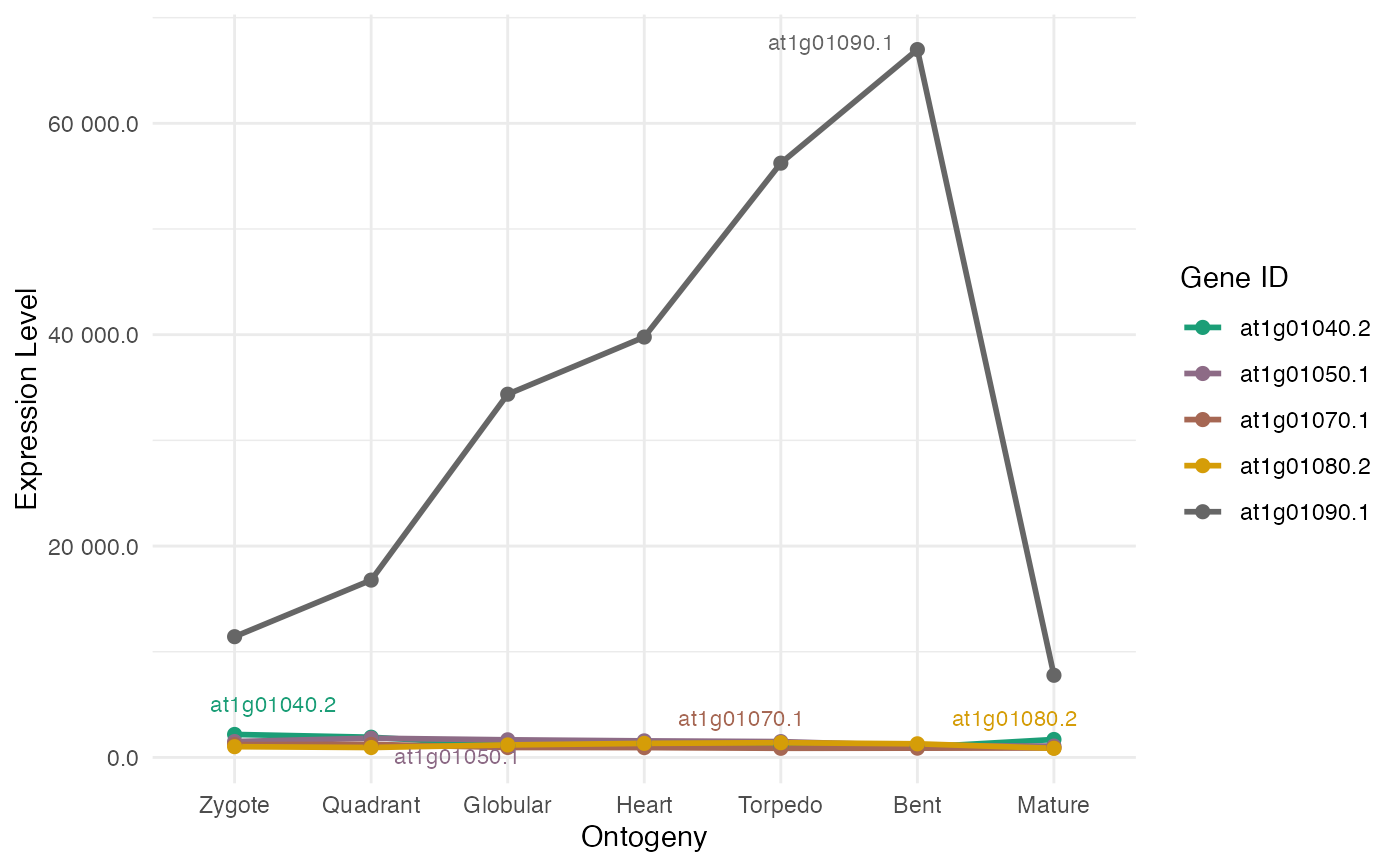 at1g01090.1
60 000.0
40 000.0
20 000.0
0.0
Expression Level
at1g01040.2
at1g01050.1
at1g01070.1
at1g01080.2
Zygote Quadrant Globular Heart Torpedo Bent Mature
Ontogeny
Gene ID
at1g01040.2
at1g01050.1
at1g01070.1
at1g01080.2
at1g01090.1